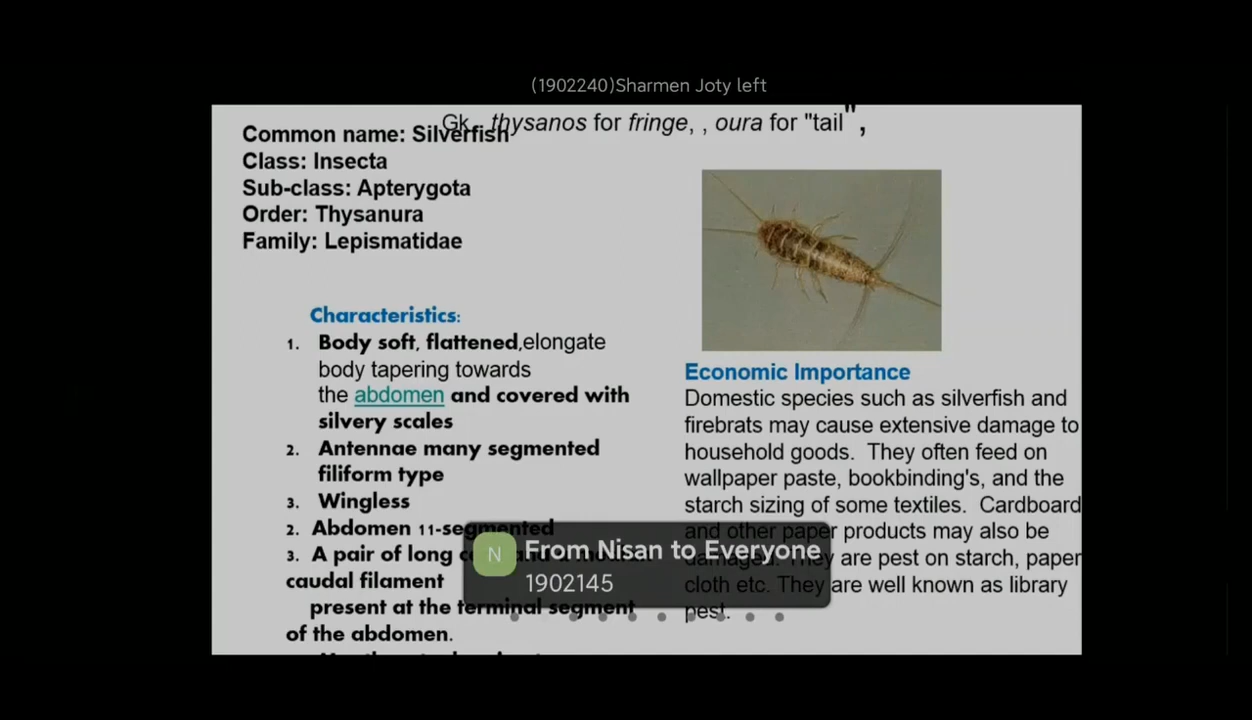 (1902240)Sharmen Joty left
Gk., thysanos for fringe, , oura for "tail",
Common name: Silverfish
Class: Insecta
Sub-class: Apterygota
Order: Thysanura
Family: Lepismatidae
Characteristics:
1. Body soft, flattened,elongate
body tapering towards
the abdomen and covered with
silvery scales
2. Antennae many segmented
filiform type
3. Wingless
2. Abdomen 11-segmented
3. A pair of long
caudal filament
present at the terminal segment
of the abdomen.
Economic Importance
Domestic species such as silverfish and
firebrats may cause extensive damage to
household goods. They often feed on
wallpaper paste, bookbinding's, and the
starch sizing of some textiles. Cardboard
and other paper products may also be
damaged. They are pest on starch, paper
cloth etc. They are well known as library
pest.
N
From Nisan to Everyone
1902145